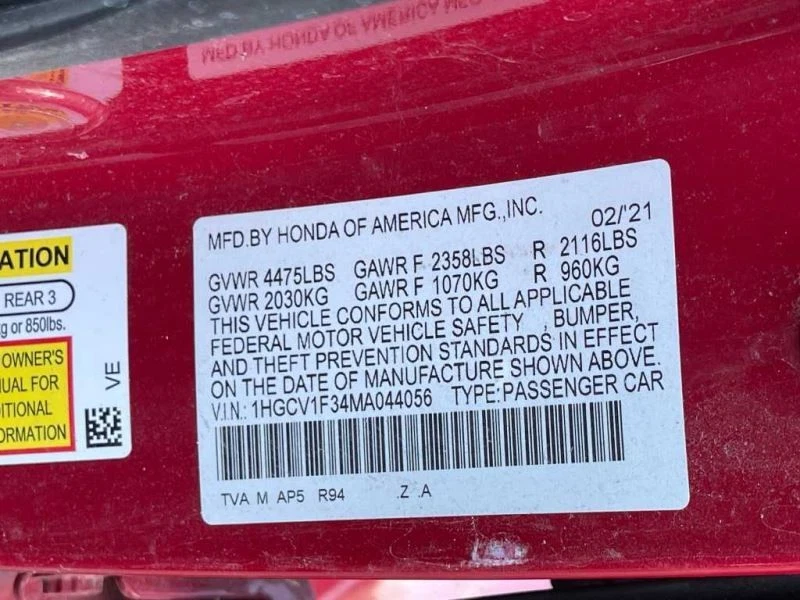 MFD.BY HONDA OF AMERICA MFG.,INC. 02/'21
GVWR 4475LBS GAWR F 2358LBS R 2116LBS
GVWR 2030KG GAWR F 1070KG R 960KG
THIS VEHICLE CONFORMS TO ALL APPLICABLE
FEDERAL MOTOR VEHICLE SAFETY , BUMPER,
AND THEFT PREVENTION STANDARDS IN EFFECT
ON THE DATE OF MANUFACTURE SHOWN ABOVE.
V.I.N.: 1HGCV1F34MA044056 TYPE:PASSENGER CAR
TVA M AP5 R94 .Z .A
ATION
REAR 3
kg or 850lbs.
OWNER'S
UAL FOR
ITIONAL
ORMATION
VE
MFD.BY HONDA OF AMERICA MFG